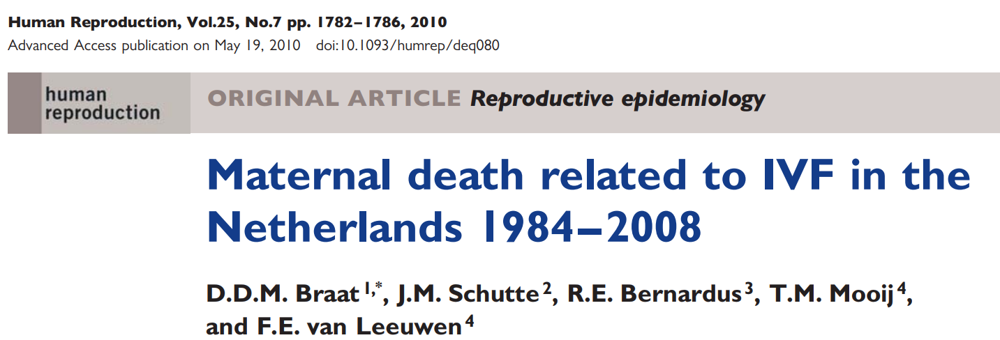 Human Reproduction, Vol.25, No.7 pp. 1782–1786, 2010
Advanced Access publication on May 19, 2010 doi:10.1093/humrep/deq080
human
reproduction
ORIGINAL ARTICLE Reproductive epidemiology
Maternal death related to IVF in the
Netherlands 1984–2008
D.D.M. Braat 1,*, J.M. Schutte 2, R.E. Bernardus 3, T.M. Mooij 4,
and F.E. van Leeuwen 4